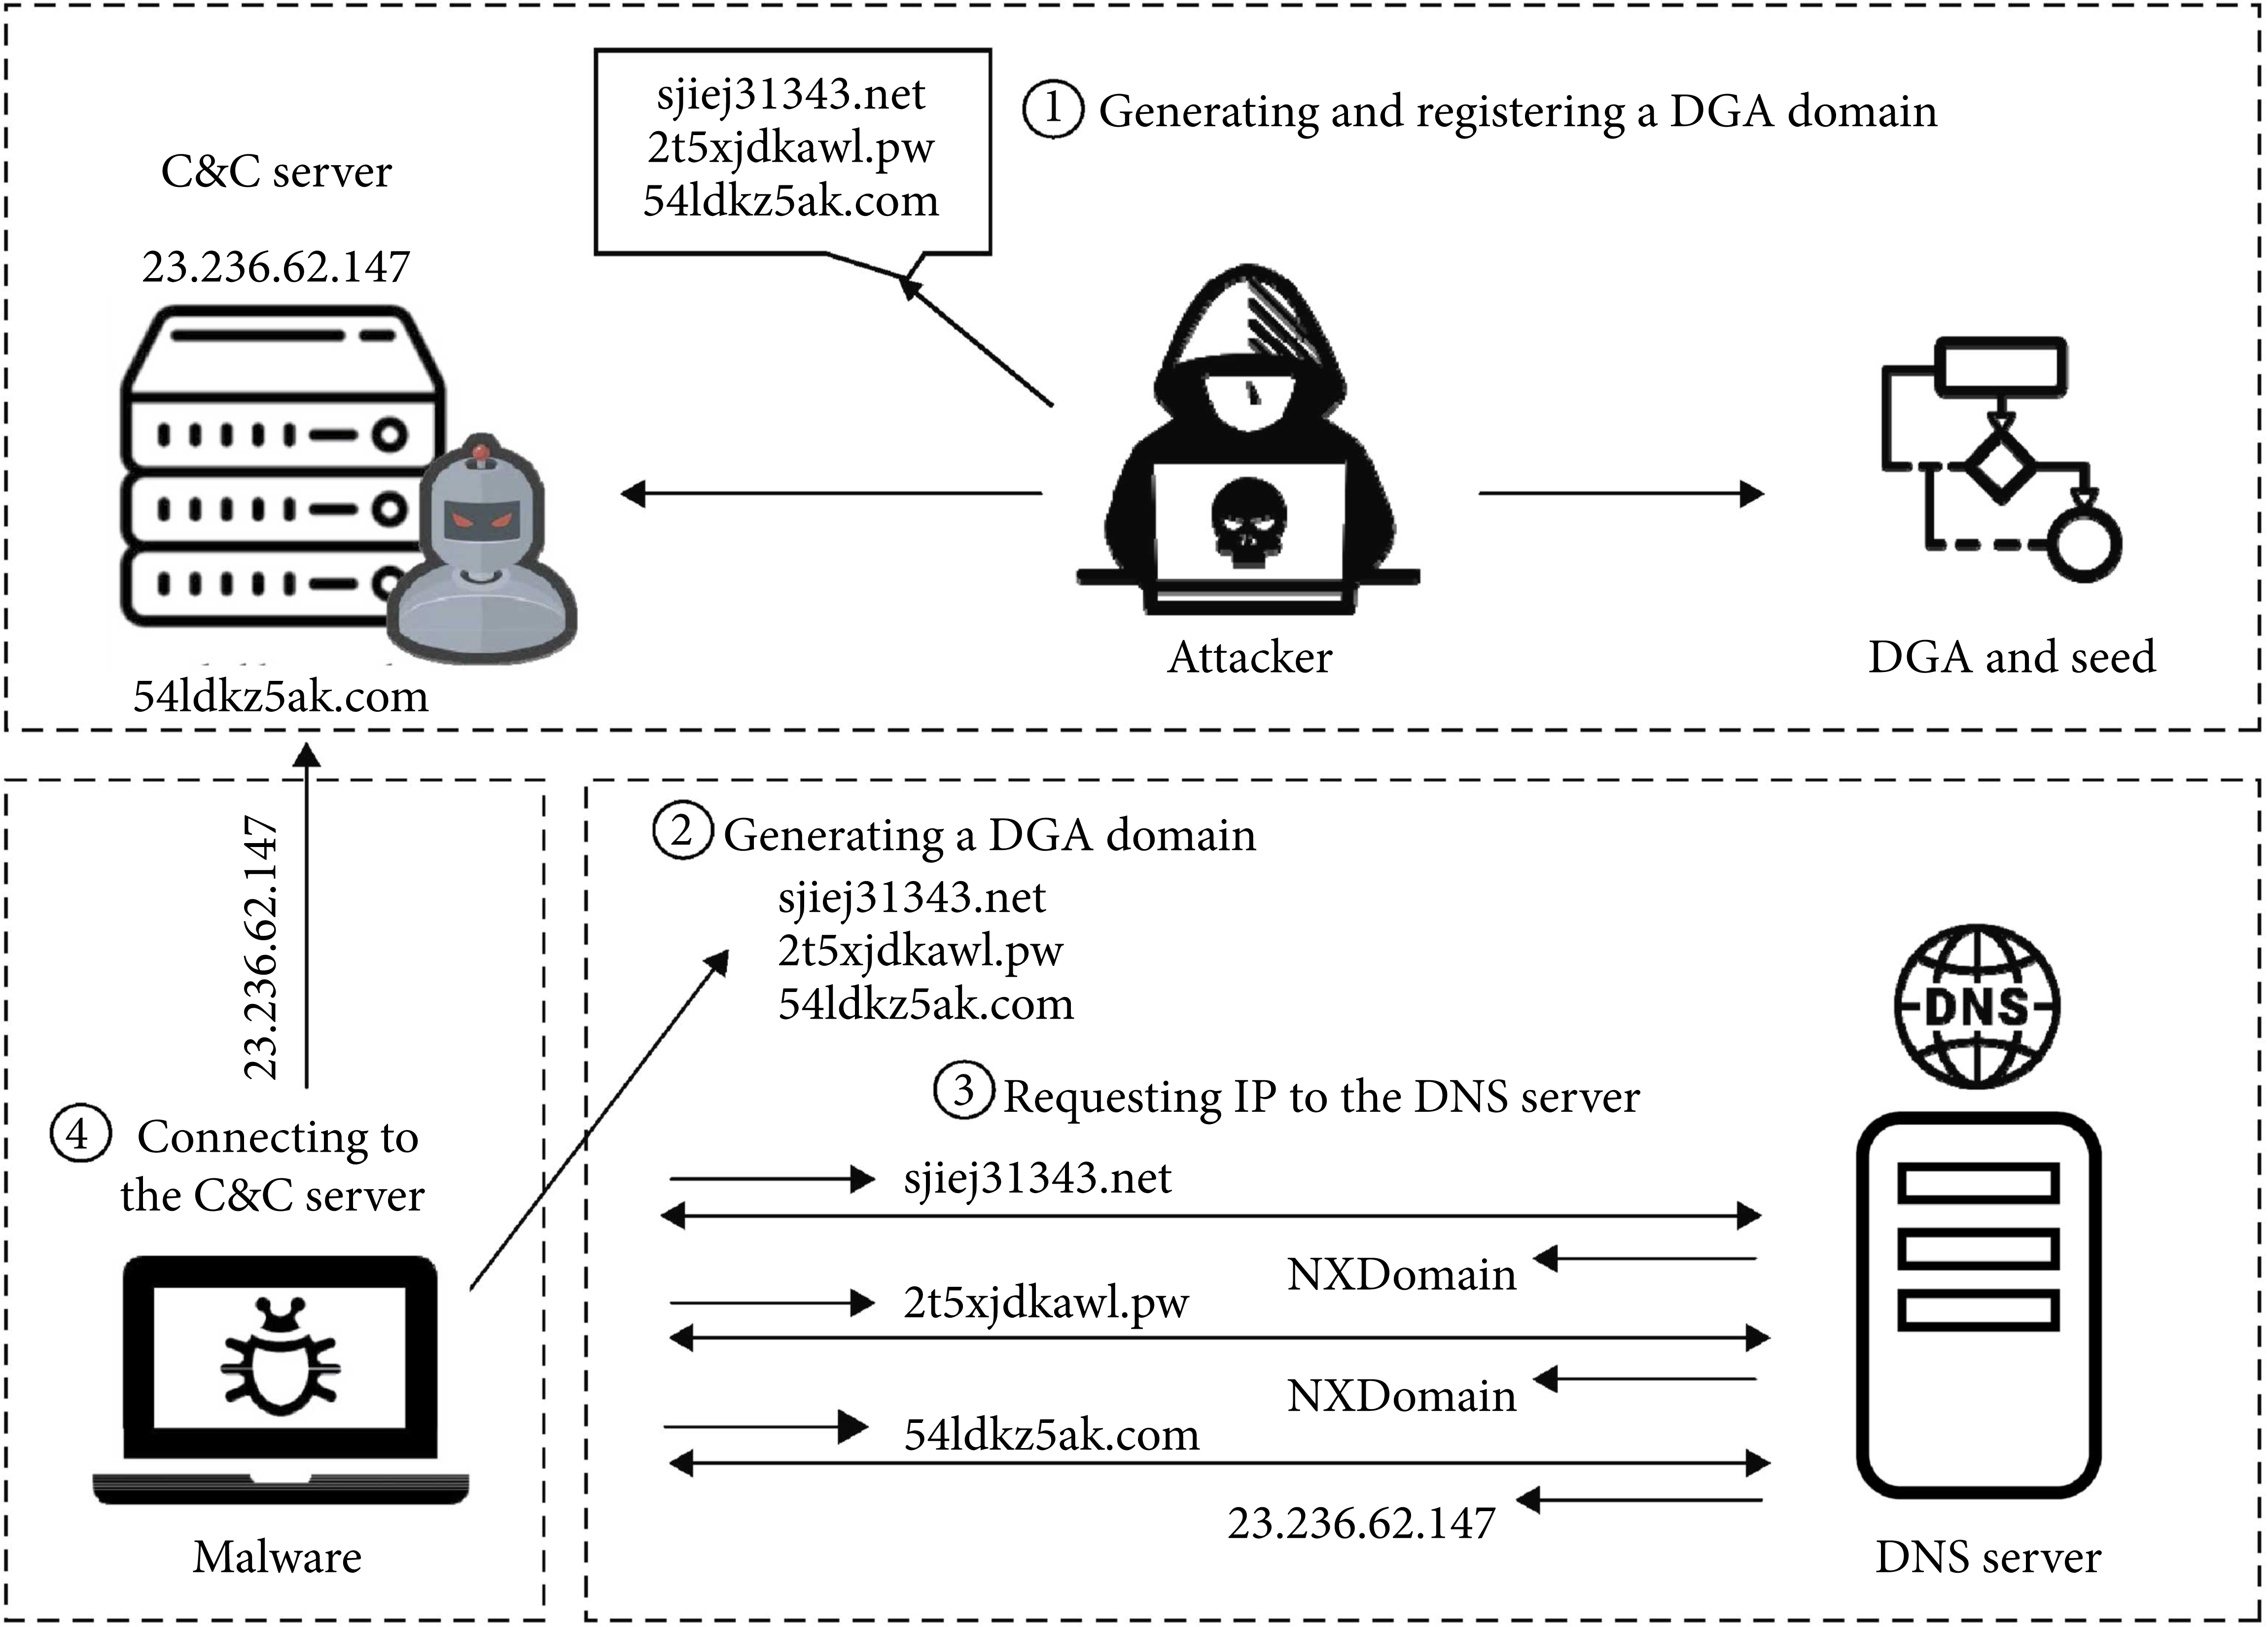 sjiej31343.net
2t5xjdkawl.pw
54ldkz5ak.com
1 Generating and registering a DGA domain
C&C server
23.236.62.147
54ldkz5ak.com
Attacker
DGA and seed
23.236.62.147
4 Connecting to
the C&C server
Malware
2 Generating a DGA domain
sjiej31343.net
2t5xjdkawl.pw
54ldkz5ak.com
3 Requesting IP to the DNS server
sjiej31343.net
NXDomain
2t5xjdkawl.pw
NXDomain
54ldkz5ak.com
23.236.62.147
DNS
DNS server